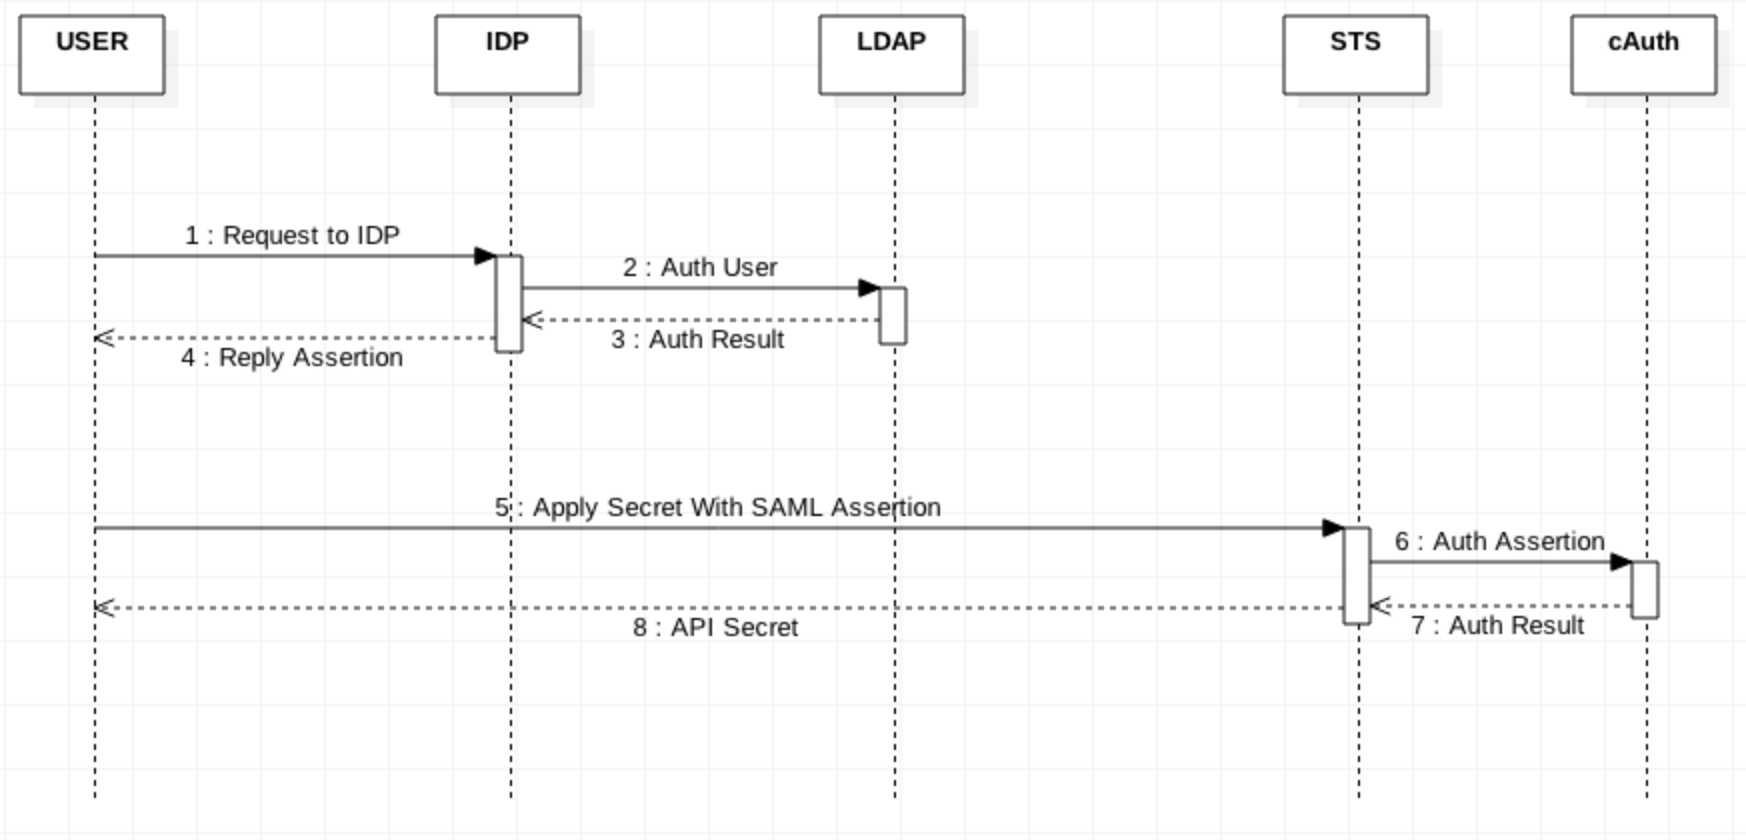 USER
IDP
LDAP
STS
cAuth
1 : Request to IDP
2 : Auth User
3 : Auth Result
4 : Reply Assertion
5 : Apply Secret With SAML Assertion
6 : Auth Assertion
7 : Auth Result
8 : API Secret